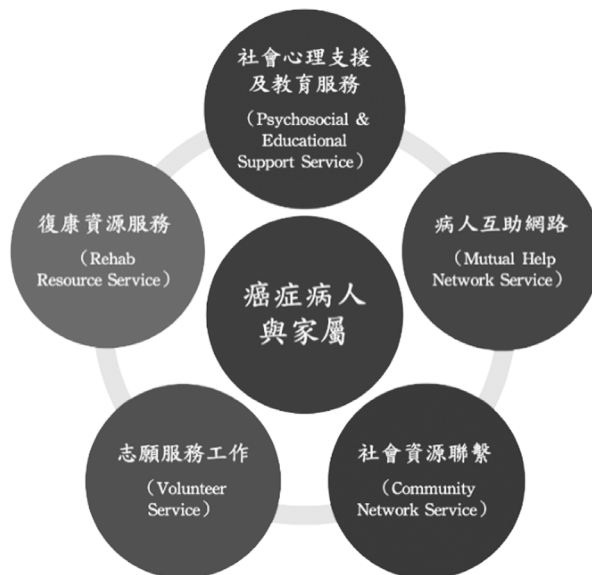 社會心理支援
及教育服務
（Psychosocial &
Educational
Support Service）
病人互助網路
（Mutual Help
Network Service）
社會資源聯繫
（Community
Network Service）
志願服務工作
（Volunteer
Service）
復康資源服務
（Rehab
Resource Service）
癌症病人
與家屬